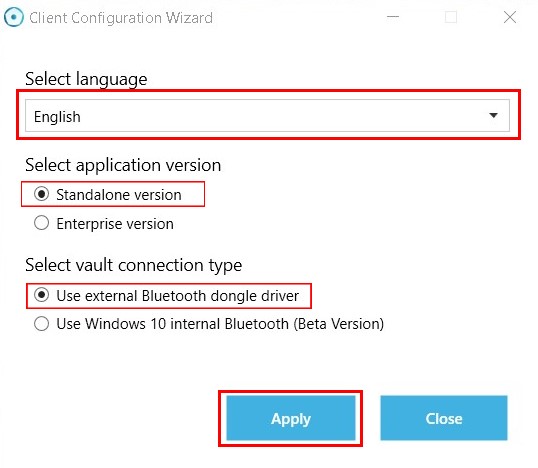 Client Configuration Wizard
Select language
English
Select application version
Standalone version
Enterprise version
Select vault connection type
Use external Bluetooth dongle driver
Use Windows 10 internal Bluetooth (Beta Version)
Apply Close